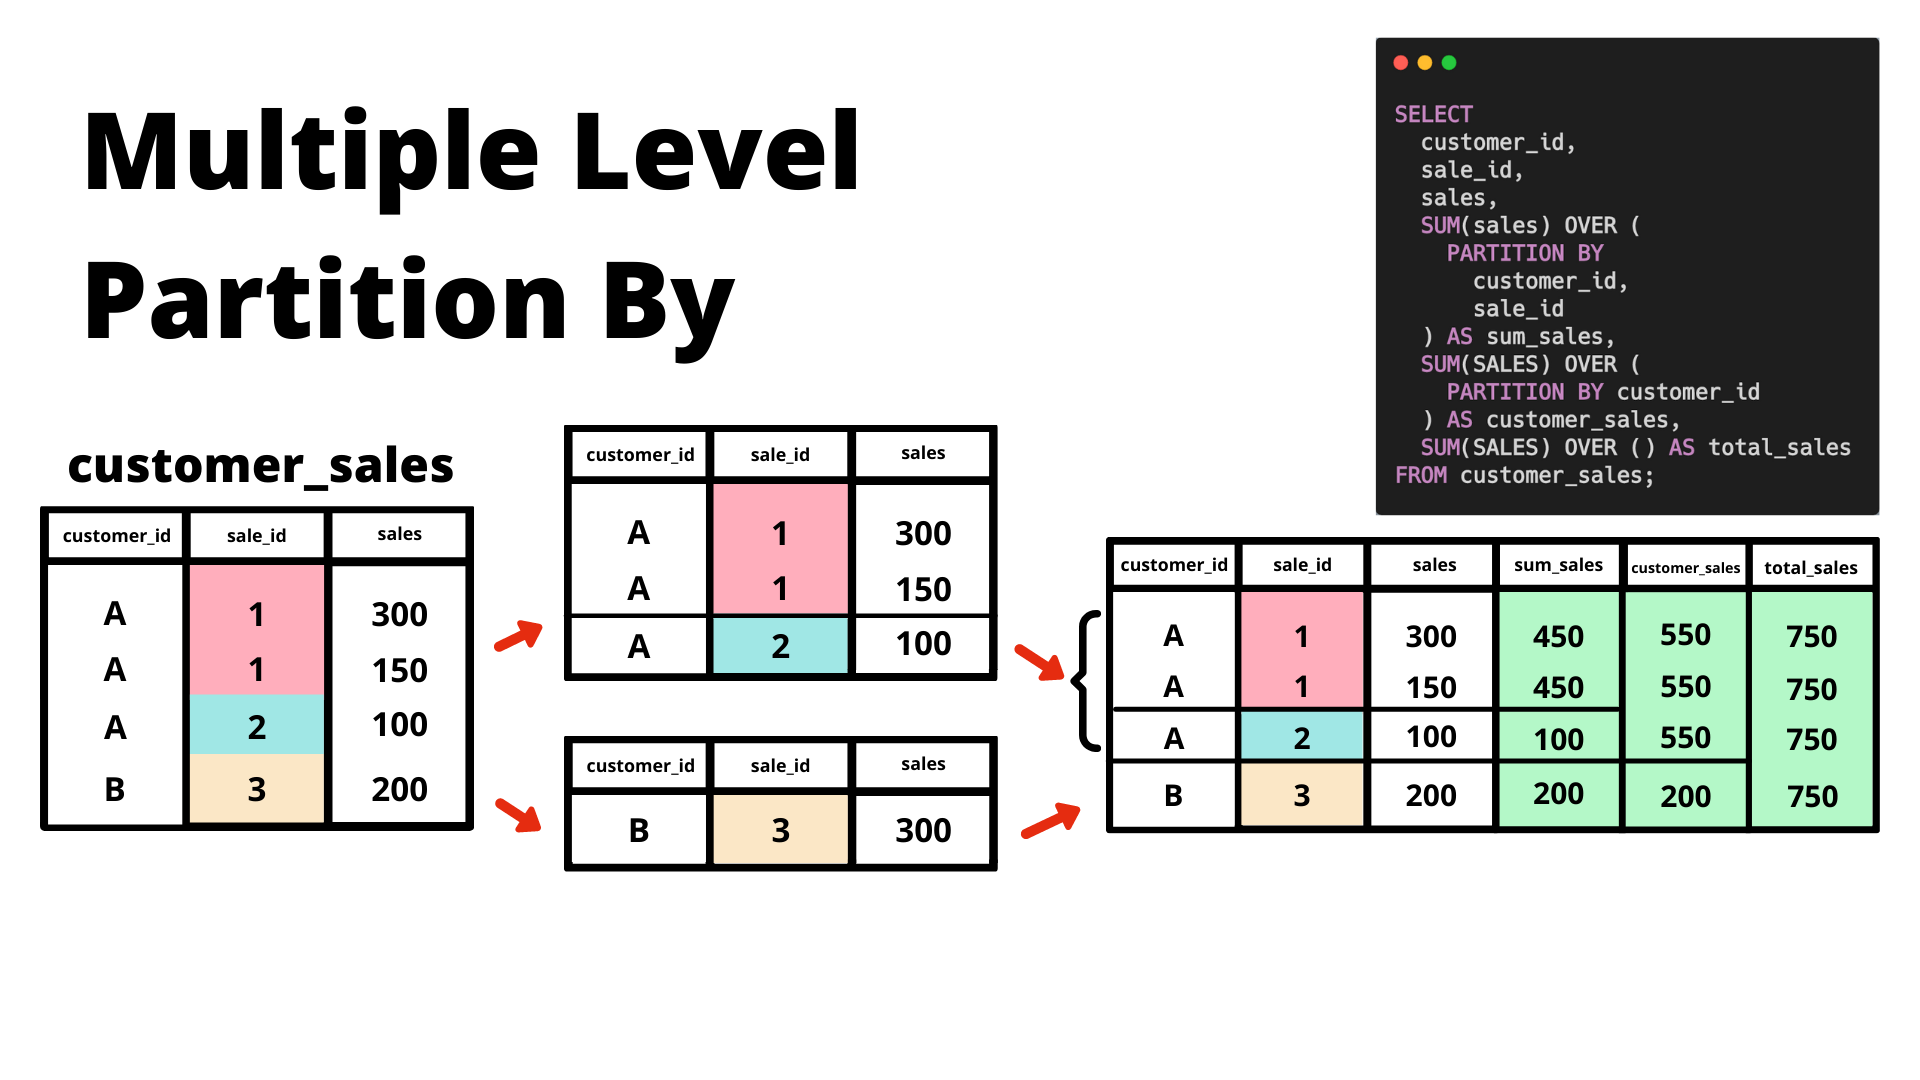 Multiple Level
Partition By
SELECT
customer_id,
sale_id,
sales,
SUM(sales) OVER (
PARTITION BY
customer_id,
sale_id
) AS sum_sales,
SUM(SALES) OVER (
PARTITION BY customer_id
) AS customer_sales,
SUM(SALES) OVER () AS total_sales
FROM customer_sales;
customer_sales
customer_id sale_id sales
A 1 300
A 1 150
A 2 100
B 3 200
customer_id sale_id sales
A 1 300
A 1 150
A 2 100
customer_id sale_id sales
B 3 300
customer_id sale_id sales sum_sales customer_sales total_sales
A 1 300 450 550 750
A 1 150 450 550 750
A 2 100 100 550 750
B 3 200 200 200 750